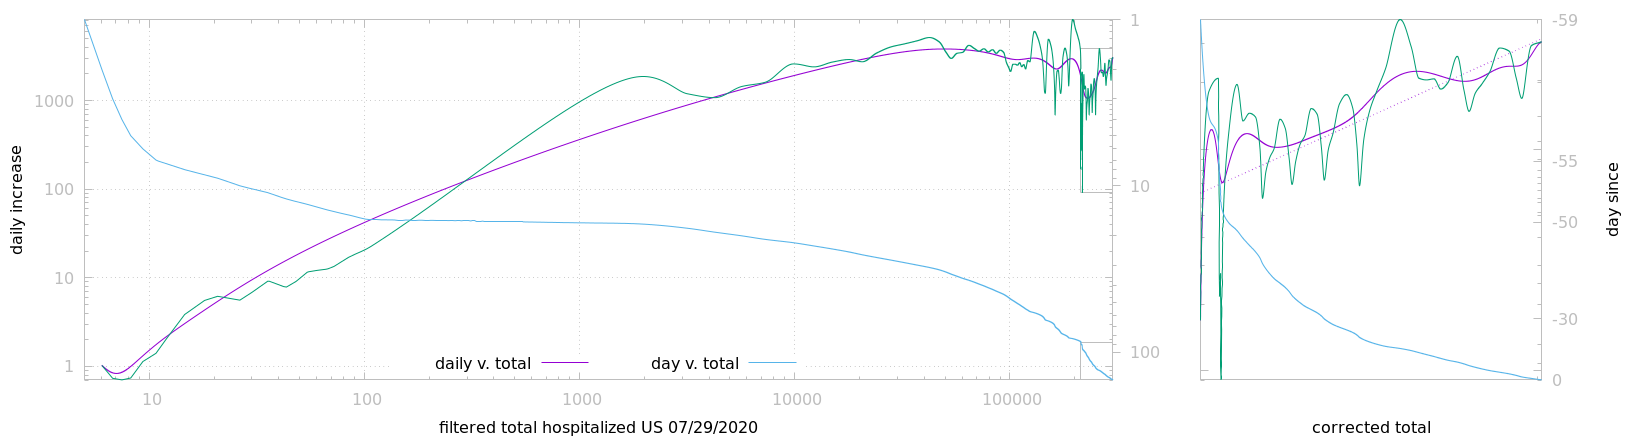 daily increase
1000
100
10
1
10
100
1000
10000
100000
filtered total hospitalized US 07/29/2020
daily v. total
day v. total
1
10
100
-59
-55
-50
-30
0
day since
corrected total